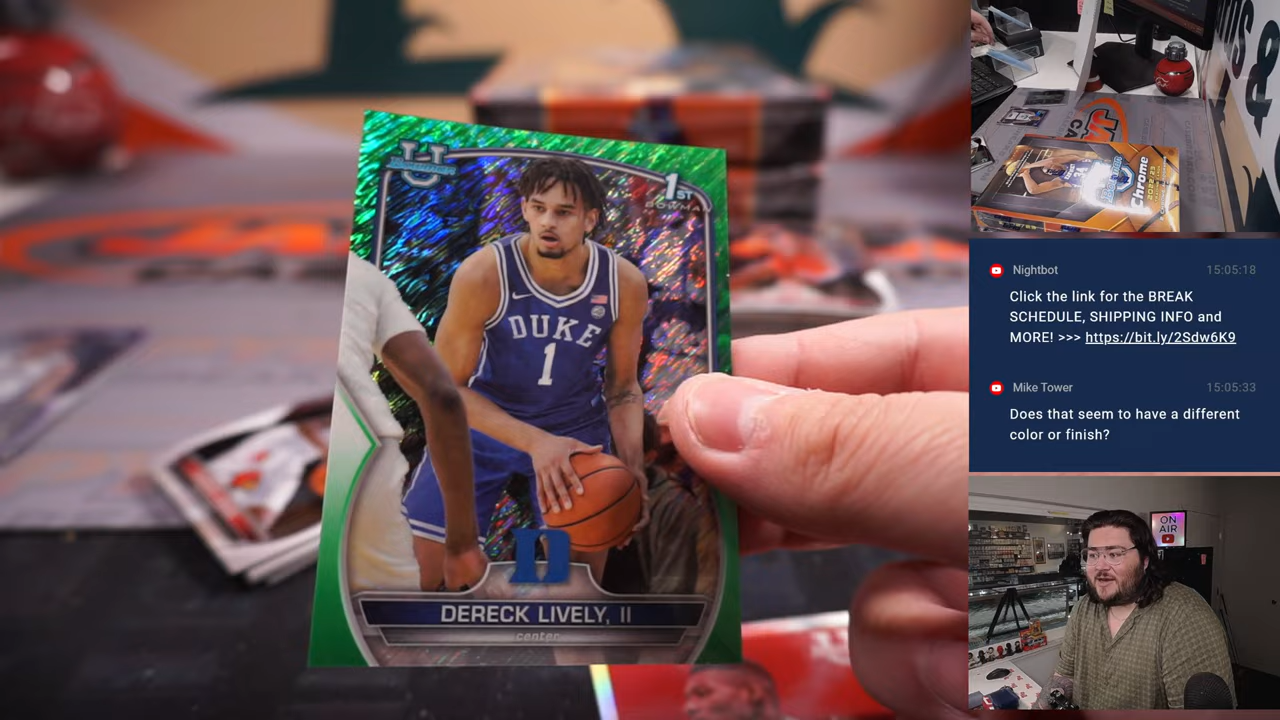 1ST
BOWMAN
DUKE
1
D
DERECK LIVELY, II
center
& 
Chrome
2022-23
ON
AIR
Nightbot 15:05:18
Click the link for the BREAK
SCHEDULE, SHIPPING INFO and
MORE! >>> https://bit.ly/2Sdw6K9
Mike Tower 15:05:33
Does that seem to have a different
color or finish?